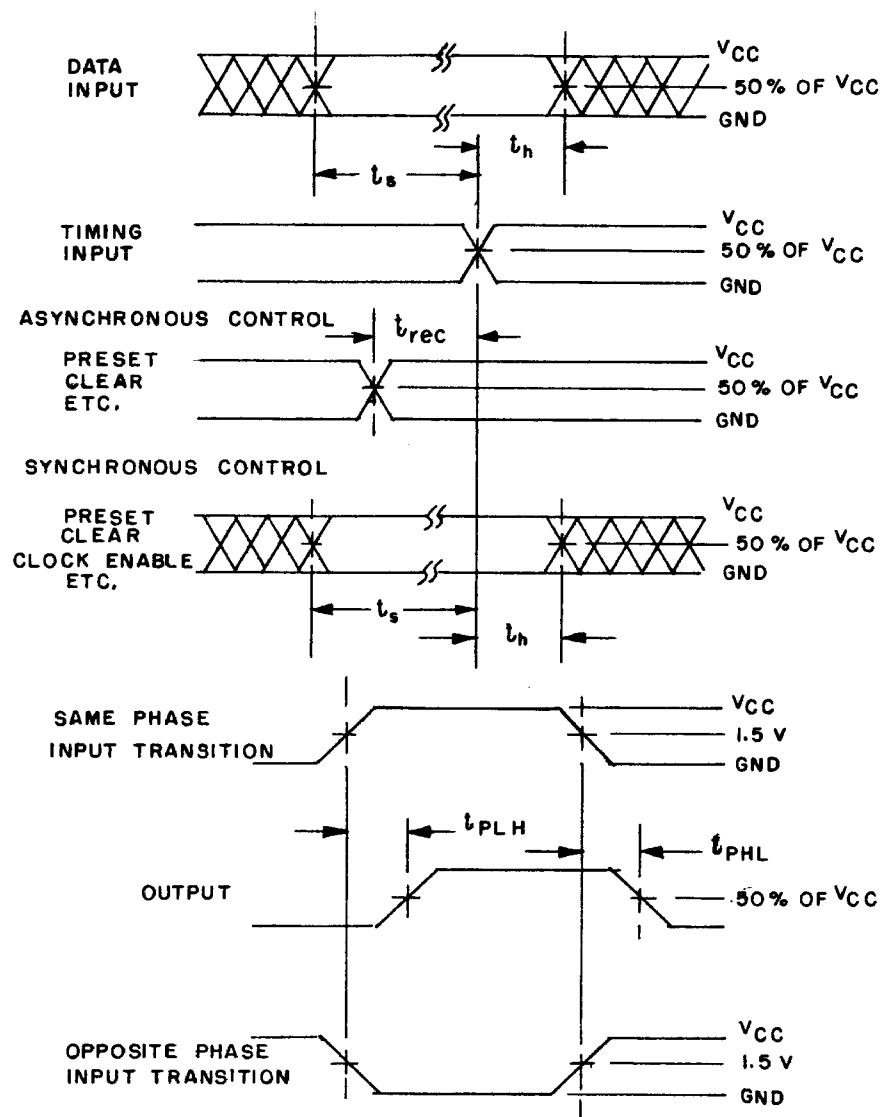 DATA
INPUT
VCC
50% OF VCC
GND
th
ts
TIMING
INPUT
VCC
50% OF VCC
GND
ASYNCHRONOUS CONTROL
trec
PRESET
CLEAR
ETC.
VCC
50% OF VCC
GND
SYNCHRONOUS CONTROL
PRESET
CLEAR
CLOCK ENABLE
ETC.
VCC
50% OF VCC
GND
ts
th
SAME PHASE
INPUT TRANSITION
VCC
1.5 V
GND
tPLH
tPHL
OUTPUT
50% OF VCC
OPPOSITE PHASE
INPUT TRANSITION
VCC
1.5 V
GND